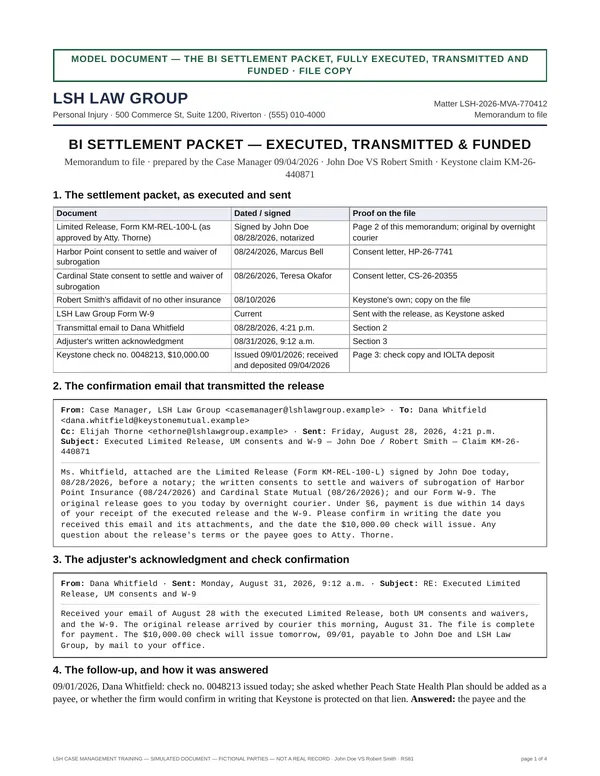 MODEL DOCUMENT — THE BI SETTLEMENT PACKET, FULLY EXECUTED, TRANSMITTED AND
FUNDED · FILE COPY
LSH LAW GROUP
Matter LSH-2026-MVA-770412
Personal Injury · 500 Commerce St, Suite 1200, Riverton · (555) 010-4000
Memorandum to file
BI SETTLEMENT PACKET — EXECUTED, TRANSMITTED & FUNDED
Memorandum to file · prepared by the Case Manager 09/04/2026 · John Doe VS Robert Smith · Keystone claim KM-26-
440871
1. The settlement packet, as executed and sent
Document Dated / signed Proof on the file
Limited Release, Form KM-REL-100-L (as Signed by John Doe Page 2 of this memorandum; original by overnight
approved by Atty. Thorne) 08/28/2026, notarized courier
Harbor Point consent to settle and waiver of 08/24/2026, Marcus Bell Consent letter, HP-26-7741
subrogation
Cardinal State consent to settle and waiver of 08/26/2026, Teresa Okafor Consent letter, CS-26-20355
subrogation
Robert Smith's affidavit of no other insurance 08/10/2026 Keystone's own; copy on the file
LSH Law Group Form W-9 Current Sent with the release, as Keystone asked
Transmittal email to Dana Whitfield 08/28/2026, 4:21 p.m. Section 2
Adjuster's written acknowledgment 08/31/2026, 9:12 a.m. Section 3
Keystone check no. 0048213, $10,000.00 Issued 09/01/2026; received Page 3: check copy and IOLTA deposit
and deposited 09/04/2026
2. The confirmation email that transmitted the release
From: Case Manager, LSH Law Group <casemanager@lshlawgroup.example> · To: Dana Whitfield
<dana.whitfield@keystonemutual.example>
Cc: Elijah Thorne <ethorne@lshlawgroup.example> · Sent: Friday, August 28, 2026, 4:21 p.m.
Subject: Executed Limited Release, UM consents and W-9 — John Doe / Robert Smith — Claim KM-26-
440871
Ms. Whitfield, attached are the Limited Release (Form KM-REL-100-L) signed by John Doe today,
08/28/2026, before a notary; the written consents to settle and waivers of subrogation of Harbor
Point Insurance (08/24/2026) and Cardinal State Mutual (08/26/2026); and our Form W-9. The
original release goes to you today by overnight courier. Under §6, payment is due within 14 days
of your receipt of the executed release and the W-9. Please confirm in writing the date you
received this email and its attachments, and the date the $10,000.00 check will issue. Any
question about the release's terms or the payee goes to Atty. Thorne.
3. The adjuster's acknowledgment and check confirmation
From: Dana Whitfield · Sent: Monday, August 31, 2026, 9:12 a.m. · Subject: RE: Executed Limited
Release, UM consents and W-9
Received your email of August 28 with the executed Limited Release, both UM consents and waivers,
and the W-9. The original release arrived by courier this morning, August 31. The file is complete
for payment. The $10,000.00 check will issue tomorrow, 09/01, payable to John Doe and LSH Law
Group, by mail to your office.
4. The follow-up, and how it was answered
09/01/2026, Dana Whitfield: check no. 0048213 issued today; she asked whether Peach State Health Plan should be added as a
payee, or whether the firm would confirm in writing that Keystone is protected on that lien. Answered: the payee and the
LSH CASE MANAGEMENT TRAINING — SIMULATED DOCUMENT — FICTIONAL PARTIES — NOT A REAL RECORD · John Doe VS Robert Smith · RS81
page 1 of 4